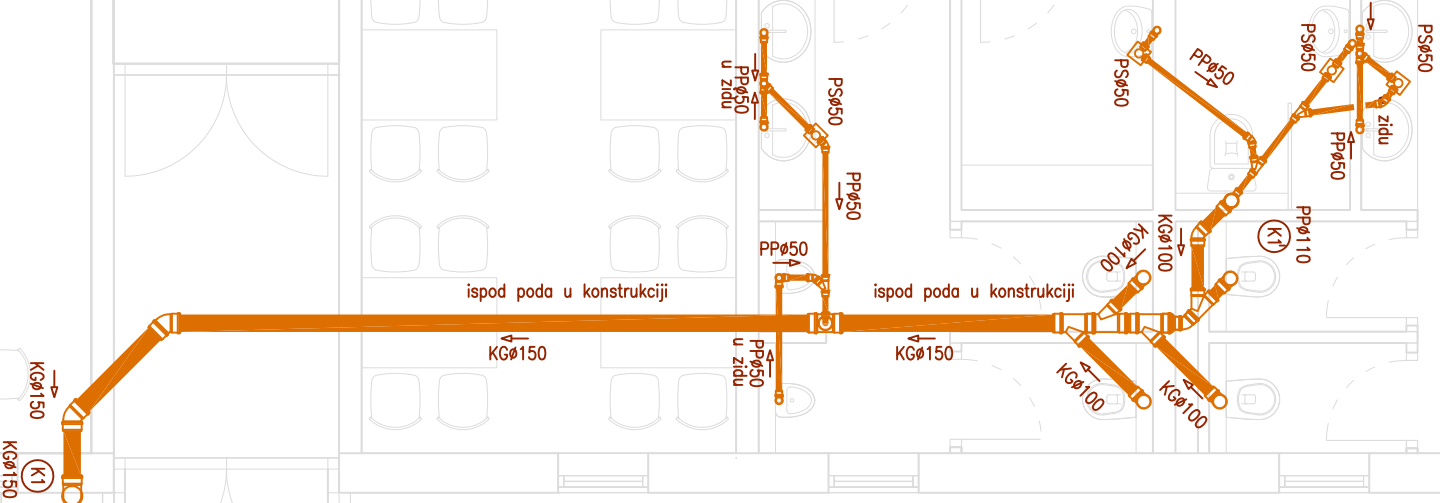 PPø50
u zidu
PSø50
PPø50
PPø50
PSø50
PPø50
PSø50
PSø50
zidu
PPø50
PPø110
K1'
KGø100
KGø100
ispod poda u konstrukciji
ispod poda u konstrukciji
KGø150
KGø150
PPø50
u zidu
KGø100
KGø100
KGø150
KGø150
K1